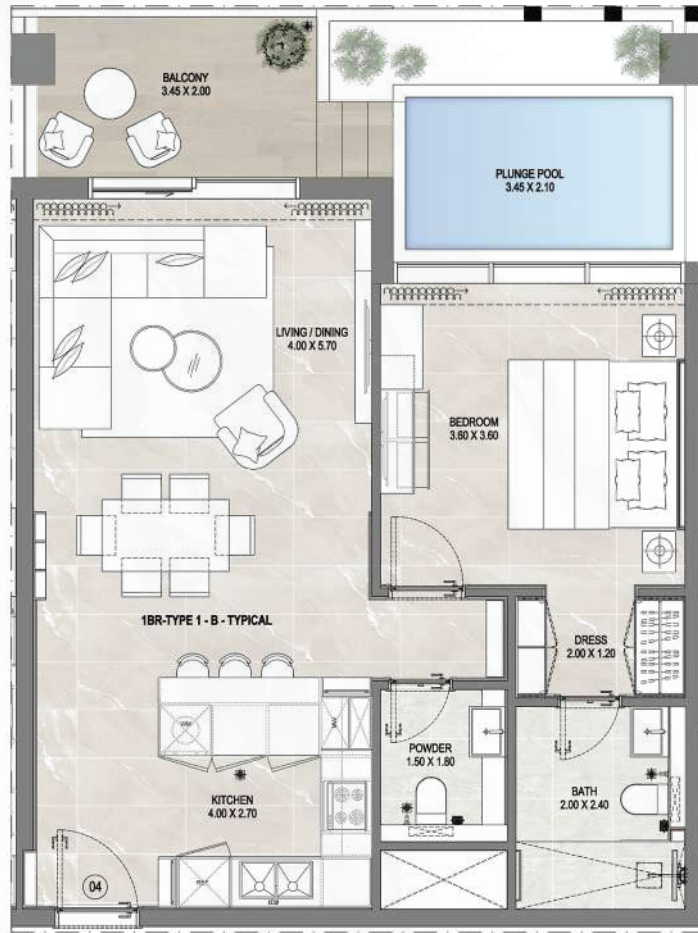 BALCONY
3.45 X 2.00
PLUNGE POOL
3.45 X 2.10
LIVING / DINING
4.00 X 5.70
BEDROOM
3.60 X 3.60
1BR-TYPE 1 - B - TYPICAL
DRESS
2.00 X 1.20
POWDER
1.50 X 1.80
BATH
2.00 X 2.40
KITCHEN
4.00 X 2.70
REF
04